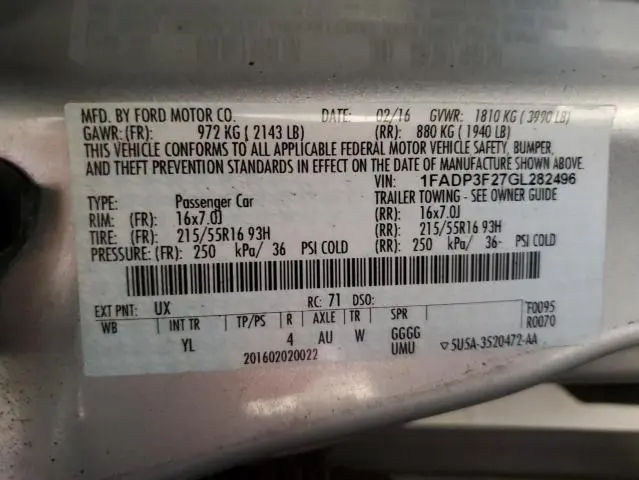 MFD. BY FORD MOTOR CO. DATE: 02/16 GVWR: 1810 KG ( 3990 LB)
GAWR: (FR): 972 KG ( 2143 LB) (RR): 880 KG ( 1940 LB)
THIS VEHICLE CONFORMS TO ALL APPLICABLE FEDERAL MOTOR VEHICLE SAFETY, BUMPER,
AND THEFT PREVENTION STANDARDS IN EFFECT ON THE DATE OF MANUFACTURE SHOWN ABOVE.
VIN: 1FADP3F27GL282496
TYPE: Passenger Car TRAILER TOWING - SEE OWNER GUIDE
RIM: (FR): 16x7.0J (RR): 16x7.0J
TIRE: (FR): 215/55R16 93H (RR): 215/55R16 93H
PRESSURE: (FR): 250 kPa/ 36 PSI COLD (RR): 250 kPa/ 36- PSI COLD
EXT PNT: UX RC: 71 DSO: F0095
WB INT TR TP/PS R AXLE TR SPR R0070
YL 4 AU W GGGG
201602020022 UMU ▽5U5A-3520472-AA